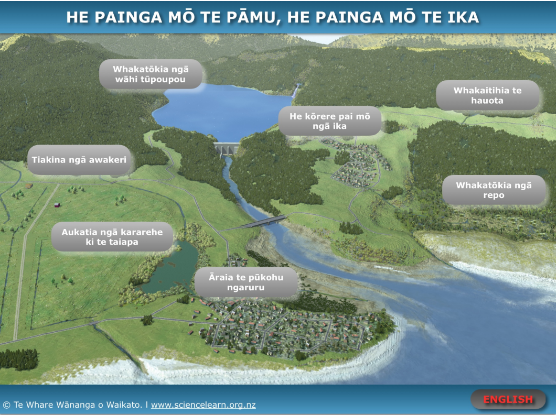 HE PAINGA MŌ TE PĀMU, HE PAINGA MŌ TE IKA
Whakatōkia ngā
wāhi tūpoupou
Whakaitihia te
hauota
He kōrere pai mō
ngā ika
Tiakina ngā awakeri
Whakatōkia ngā
repo
Aukatia ngā kararehe
ki te taiapa
Āraia te pūkohu
ngaruru
© Te Whare Wānanga o Waikato. I www.sciencelearn.org.nz
ENGLISH